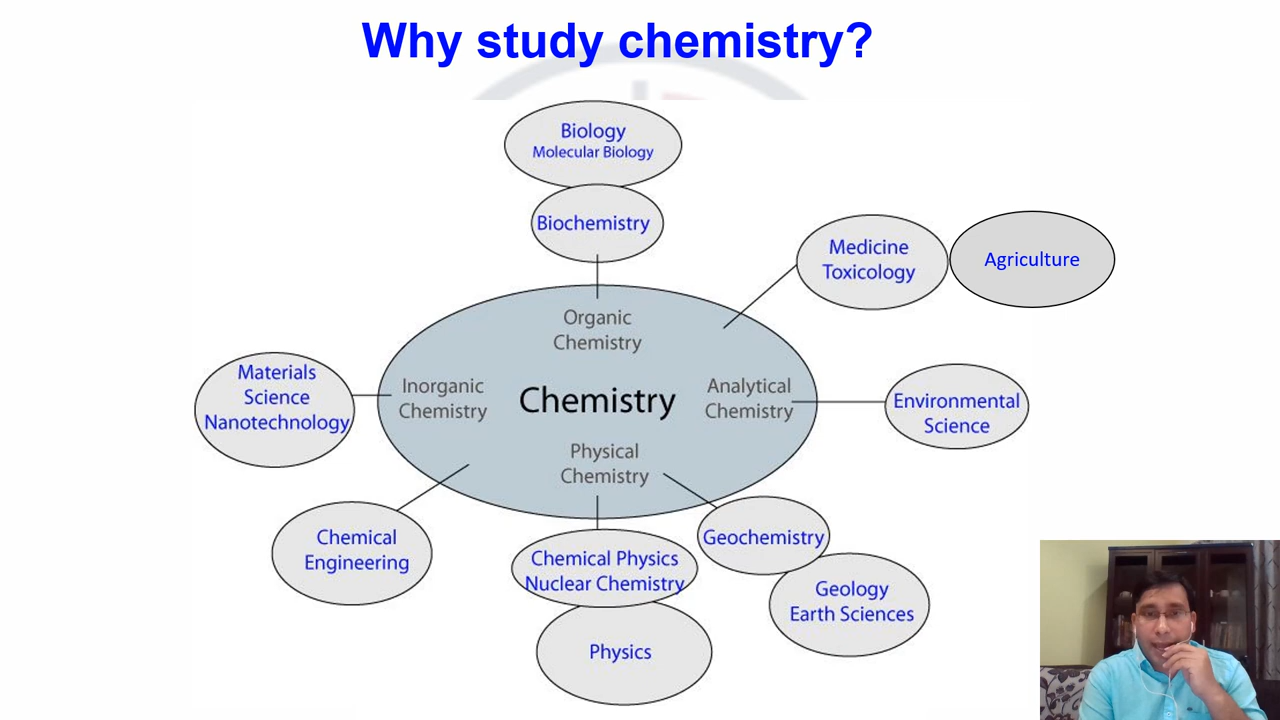 Why study chemistry?
Biology
Molecular Biology
Biochemistry
Medicine
Toxicology
Agriculture
Organic
Chemistry
Materials
Science
Nanotechnology
Inorganic
Chemistry
Chemistry
Analytical
Chemistry
Environmental
Science
Physical
Chemistry
Chemical
Engineering
Chemical Physics
Nuclear Chemistry
Geochemistry
Geology
Earth Sciences
Physics